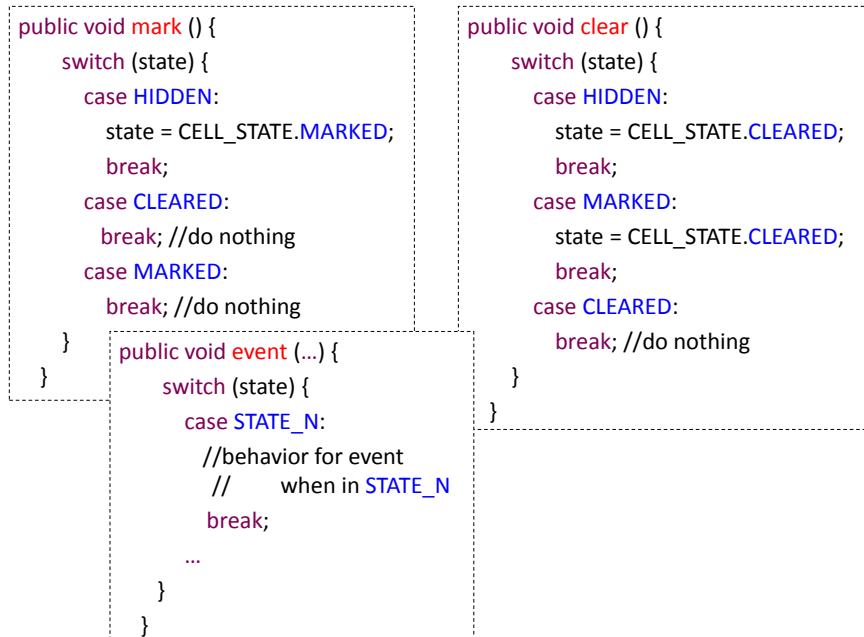 public void mark () {
switch (state) {
case HIDDEN:
state = CELL_STATE.MARKED;
break;
case CLEARED:
break; //do nothing
case MARKED:
break; //do nothing
}
}
public void clear () {
switch (state) {
case HIDDEN:
state = CELL_STATE.CLEARED;
break;
case MARKED:
state = CELL_STATE.CLEARED;
break;
case CLEARED:
break; //do nothing
}
}
public void event (...) {
switch (state) {
case STATE_N:
//behavior for event
// when in STATE_N
break;
...
}
}